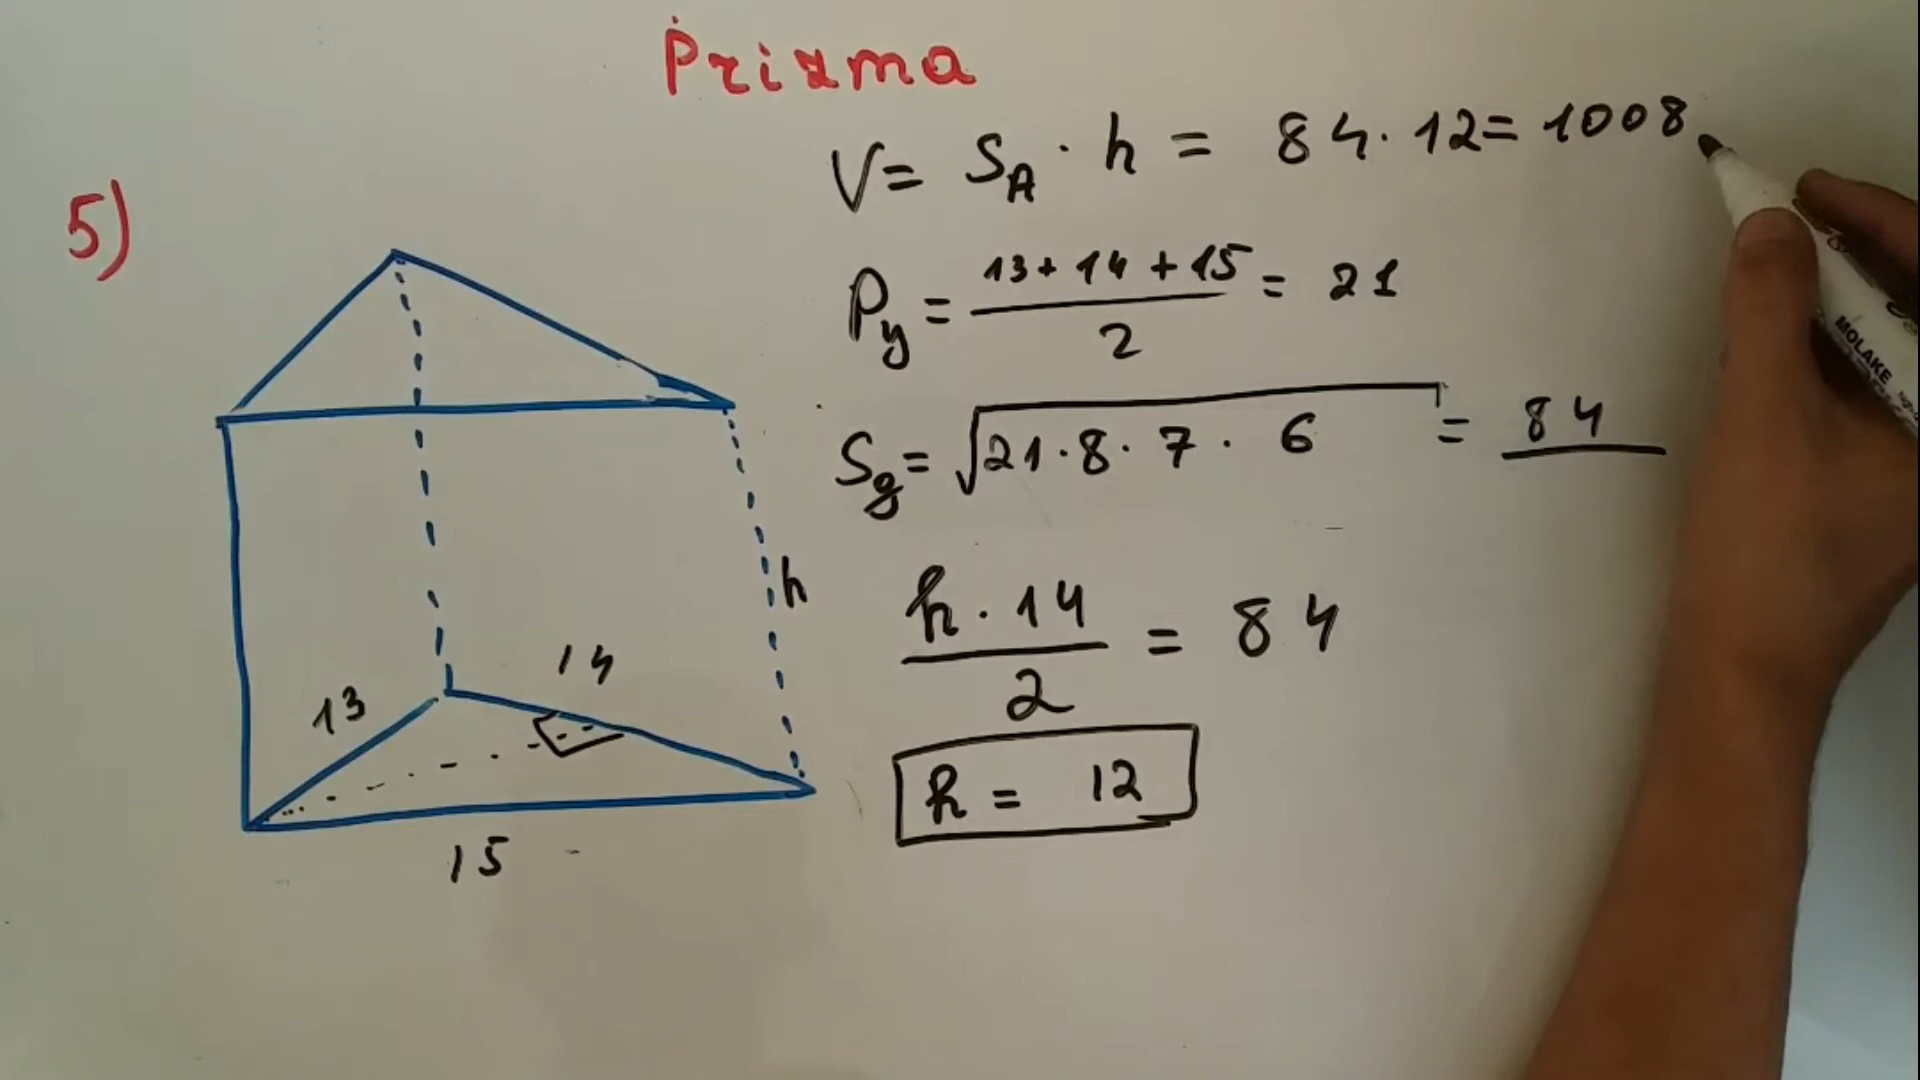 Prizma
5)
V = S_A · h = 84 · 12 = 1008
P_y = (13 + 14 + 15) / 2 = 21
S_g = √(21 · 8 · 7 · 6) = 84
h · 14 / 2 = 84
h = 12
h
13
14
15
MOLAKE